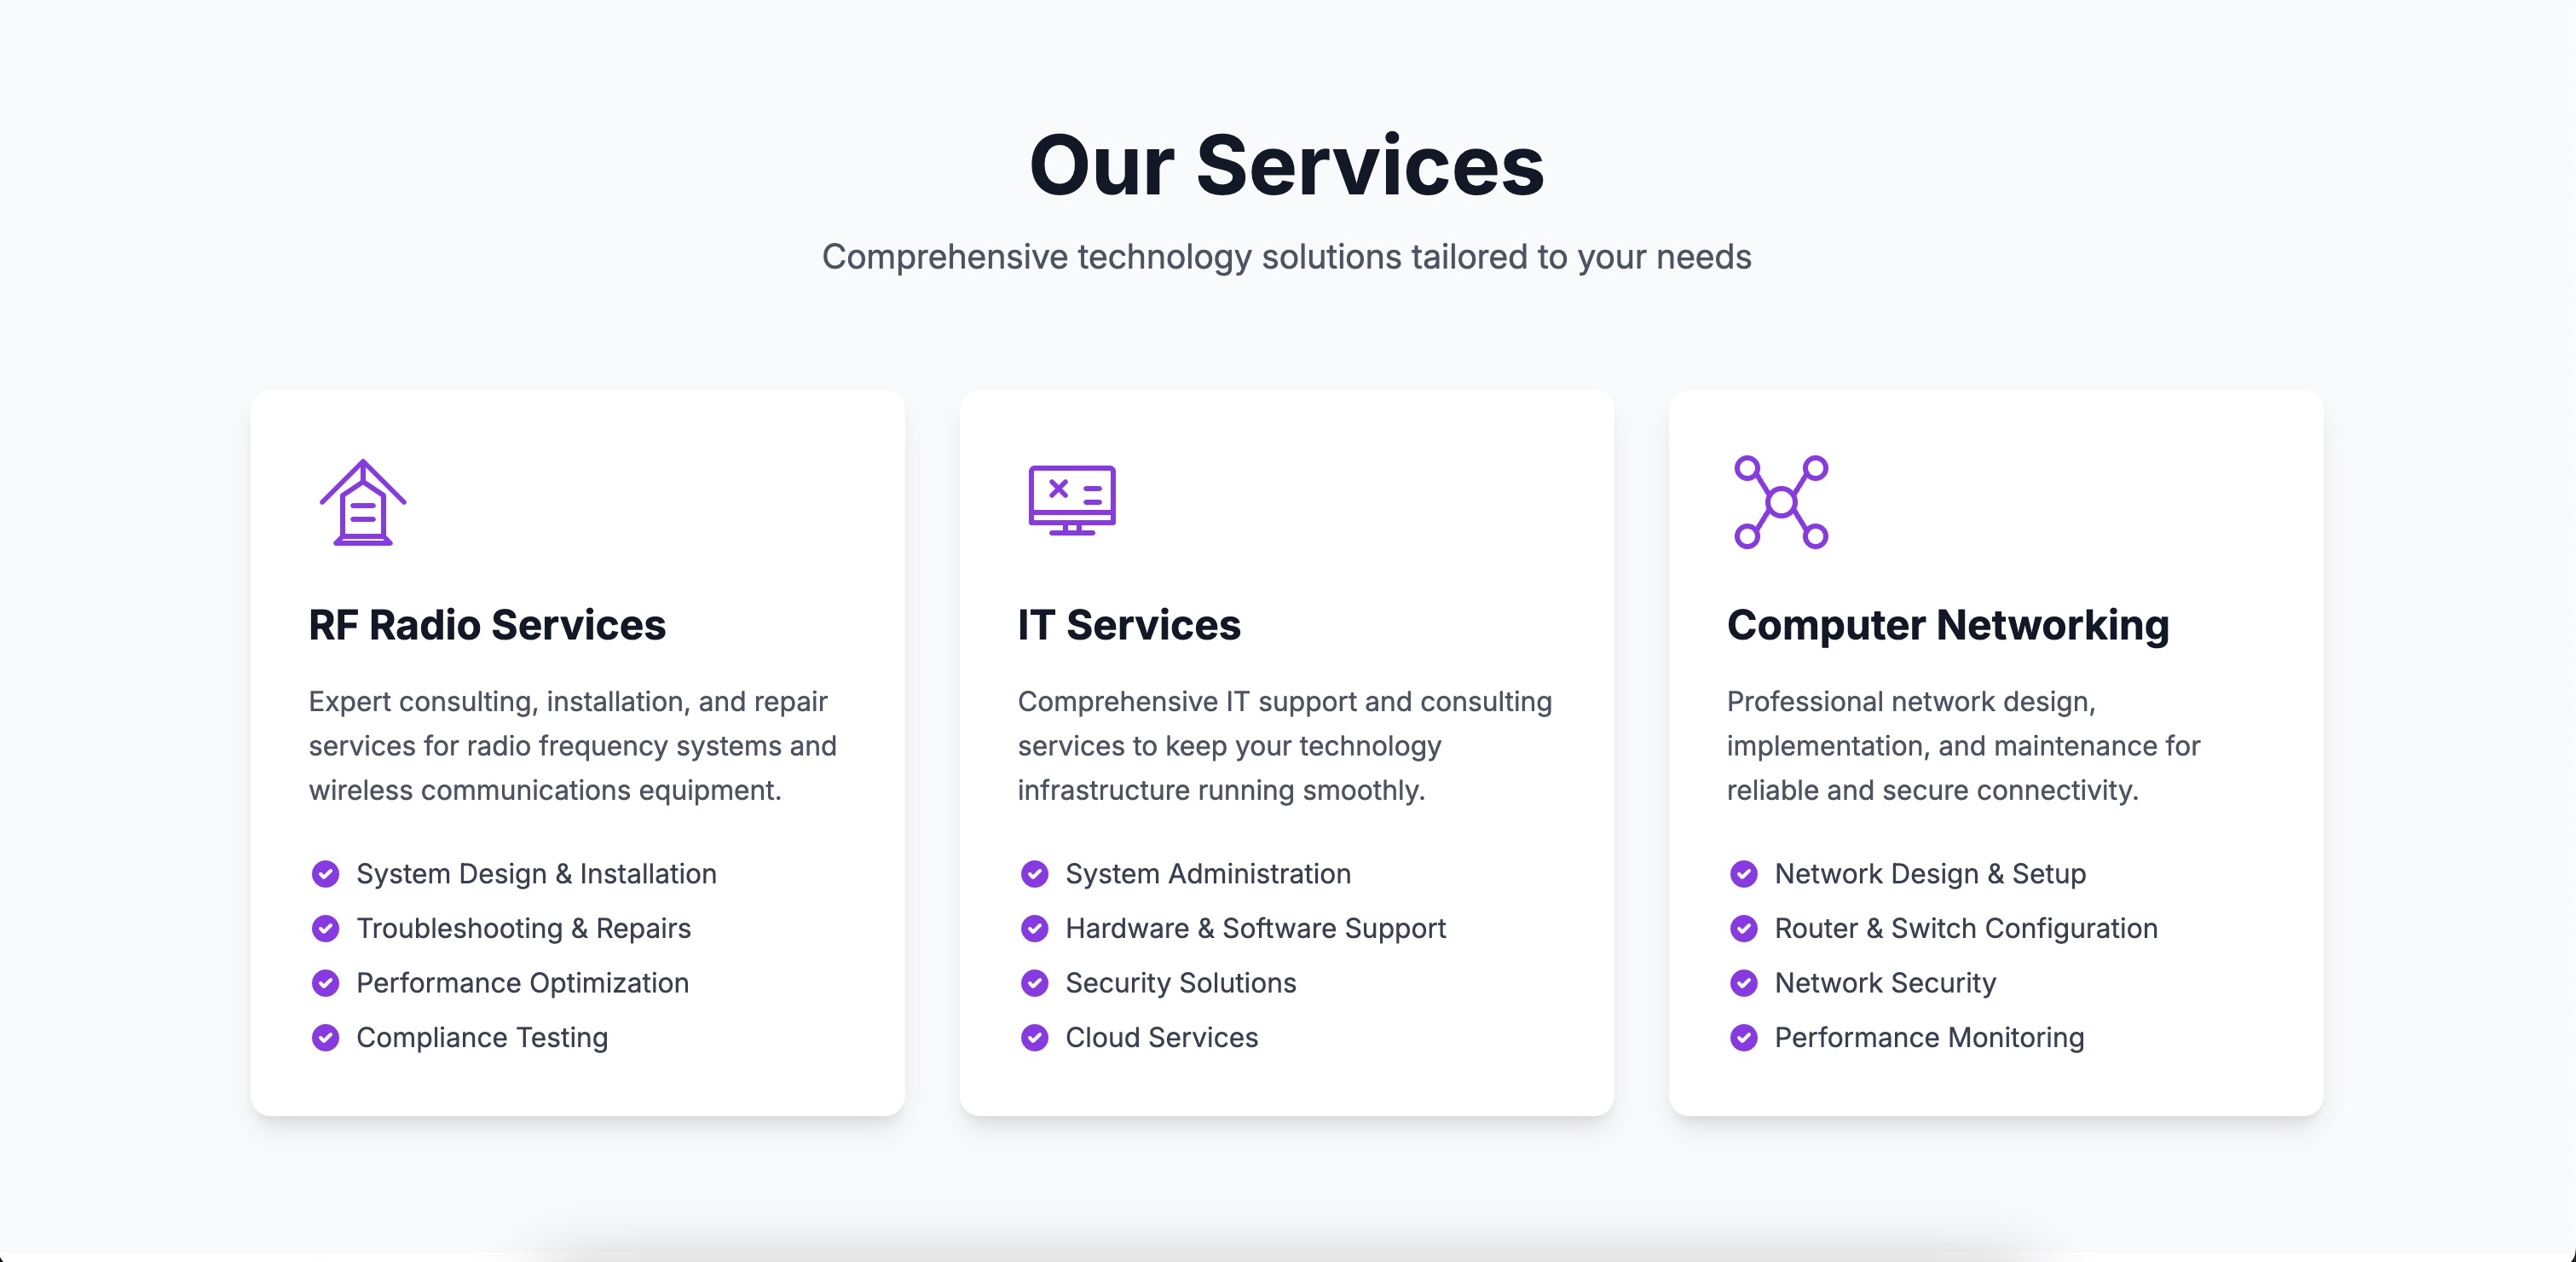 Our Services
Comprehensive technology solutions tailored to your needs
RF Radio Services
Expert consulting, installation, and repair
services for radio frequency systems and
wireless communications equipment.
System Design & Installation
Troubleshooting & Repairs
Performance Optimization
Compliance Testing
IT Services
Comprehensive IT support and consulting
services to keep your technology
infrastructure running smoothly.
System Administration
Hardware & Software Support
Security Solutions
Cloud Services
Computer Networking
Professional network design,
implementation, and maintenance for
reliable and secure connectivity.
Network Design & Setup
Router & Switch Configuration
Network Security
Performance Monitoring